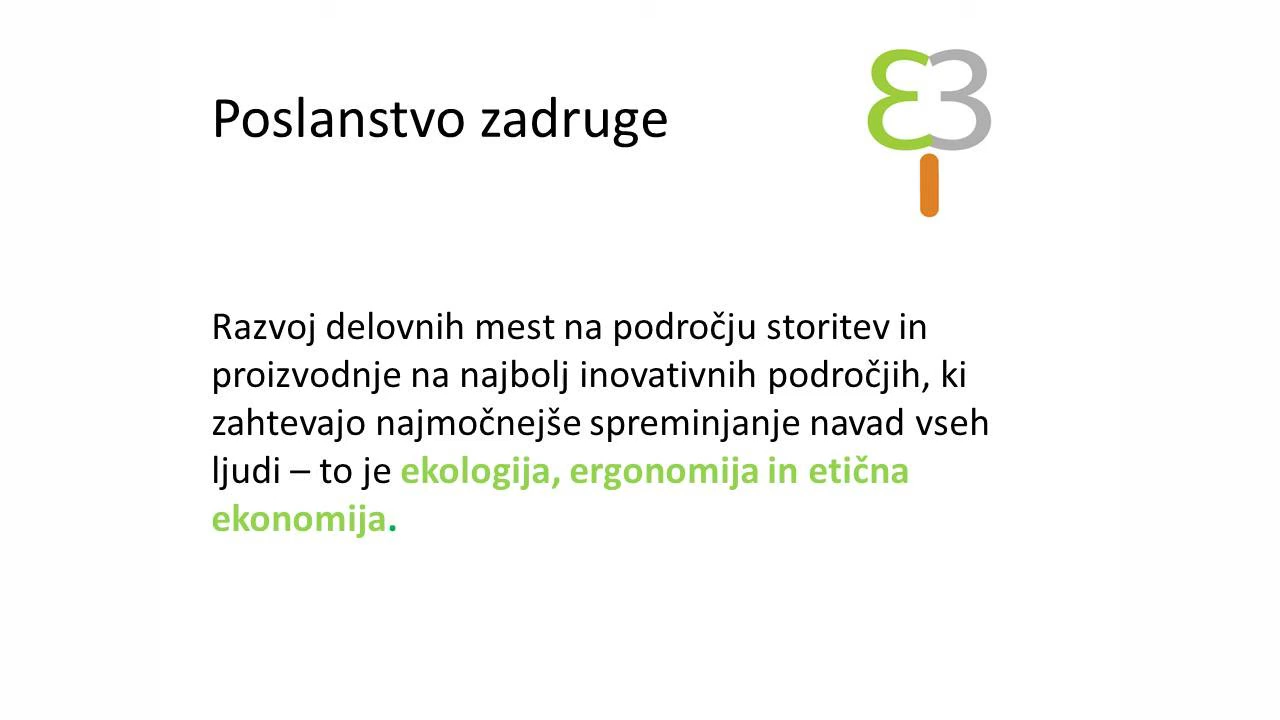 Poslanstvo zadruge
Razvoj delovnih mest na področju storitev in
proizvodnje na najbolj inovativnih področjih, ki
zahtevajo najmočnejše spreminjanje navad vseh
ljudi – to je ekologija, ergonomija in etična
ekonomija.